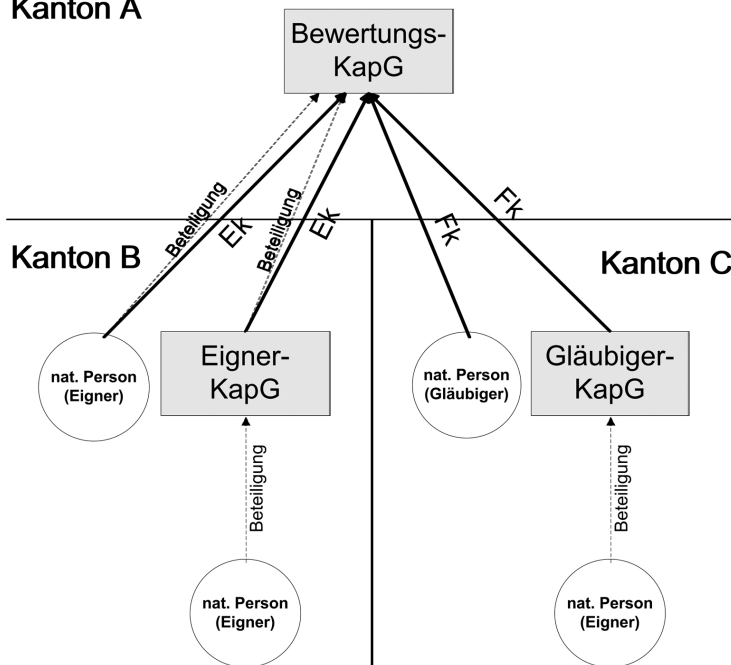 Kanton A
Bewertungs-
KapG
Beteiligung
Ek
Beteiligung
Ek
Fk
Fk
Kanton B
Kanton C
nat. Person
(Eigner)
Eigner-
KapG
nat. Person
(Gläubiger)
Gläubiger-
KapG
Beteiligung
Beteiligung
nat. Person
(Eigner)
nat. Person
(Eigner)